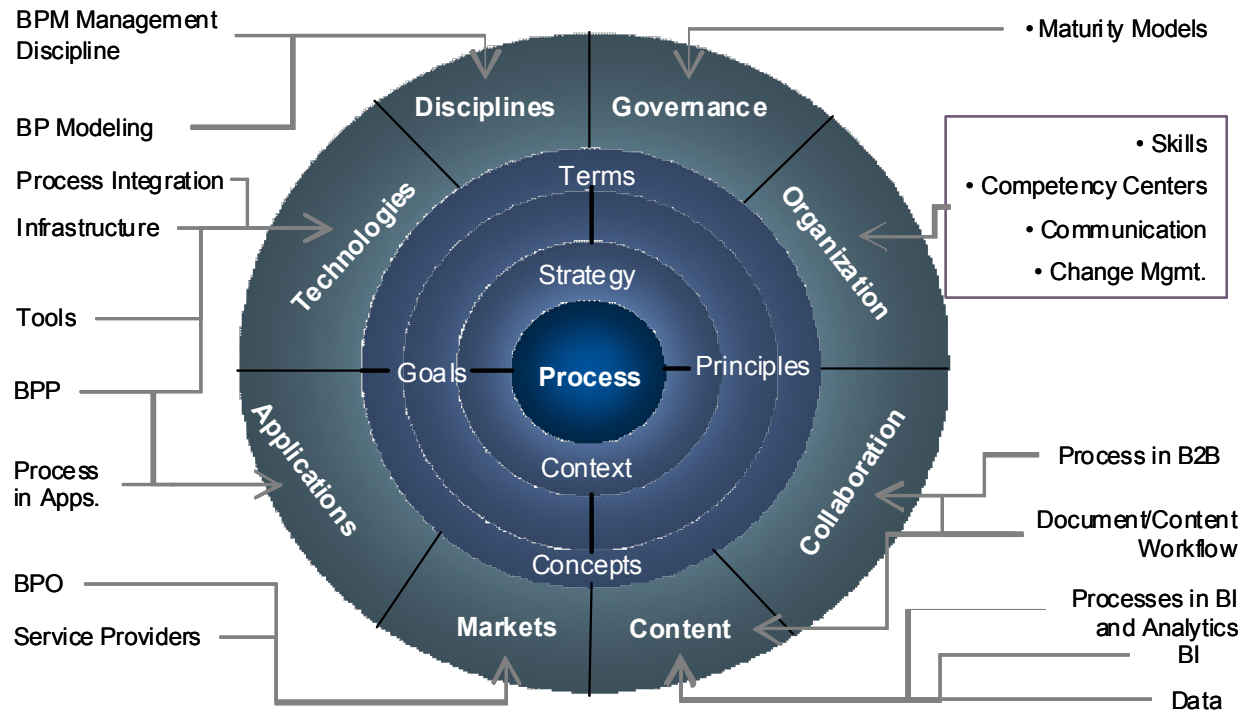 BPM Management
Discipline
BP Modeling
Process Integration
Infrastructure
Tools
BPP
Process
in Apps.
BPO
Service Providers
Disciplines
Governance
Technologies
Organization
Applications
Collaboration
Markets
Content
Terms
Strategy
Goals
Process
Principles
Context
Concepts
• Maturity Models
• Skills
• Competency Centers
• Communication
• Change Mgmt.
Process in B2B
Document/Content
Workflow
Processes in BI
and Analytics
BI
Data